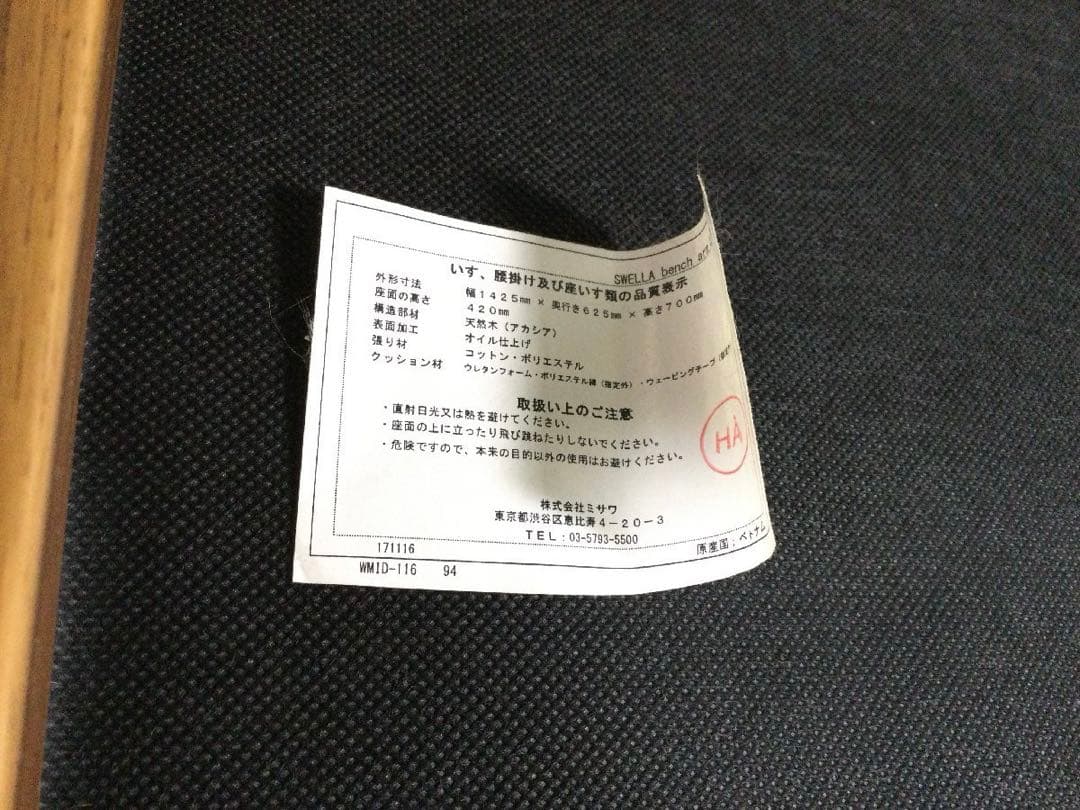 SWELLA bench
いす、腰掛け及び座いす類の品質表示
外形寸法 幅1425mm × 奥行き625mm × 高さ700mm
座面の高さ 420mm
構造部材 天然木（アカシア）
表面加工 オイル仕上げ
張り材 コットン・ポリエステル
クッション材 ウレタンフォーム・ポリエステル綿（指定外）・ウェービングテープ
取扱い上のご注意
・直射日光又は熱を避けてください。
・座面の上に立ったり飛び跳ねたりしないでください。
・危険ですので、本来の目的以外の使用はお避けください。
HÀ
株式会社ミサワ
東京都渋谷区恵比寿4－20－3
TEL：03-5793-5500
原産国：ベトナム
171116
WMID-116 94